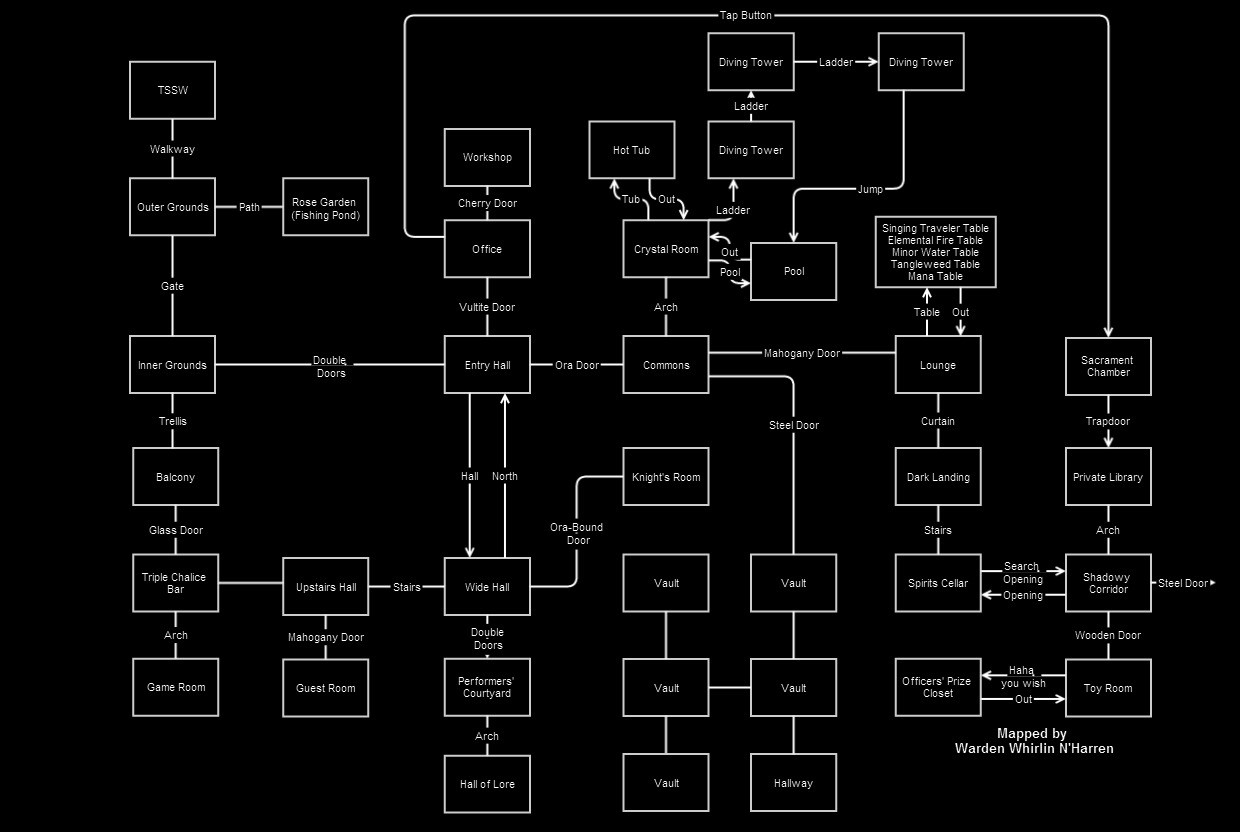 Tap Button
Diving Tower
Ladder
Diving Tower
TSSW
Ladder
Walkway
Workshop
Hot Tub
Diving Tower
Cherry Door
Tub
Out
Ladder
Jump
Outer Grounds
Path
Rose Garden
(Fishing Pond)
Office
Crystal Room
Out
Pool
Pool
Singing Traveler Table
Elemental Fire Table
Minor Water Table
Tangleweed Table
Mana Table
Gate
Vultite Door
Arch
Table
Out
Inner Grounds
Double
Doors
Entry Hall
Ora Door
Commons
Mahogany Door
Lounge
Sacrament
Chamber
Trellis
Steel Door
Curtain
Trapdoor
Balcony
Hall
North
Knight's Room
Dark Landing
Private Library
Glass Door
Ora-Bound
Door
Stairs
Arch
Triple Chalice
Bar
Upstairs Hall
Stairs
Wide Hall
Vault
Vault
Spirits Cellar
Search
Opening
Opening
Shadowy
Corridor
Steel Door
Arch
Mahogany Door
Double
Doors
Wooden Door
Game Room
Guest Room
Performers'
Courtyard
Vault
Vault
Officers' Prize
Closet
Haha
you wish
Out
Toy Room
Arch
Mapped by
Warden Whirlin N'Harren
Hall of Lore
Vault
Hallway